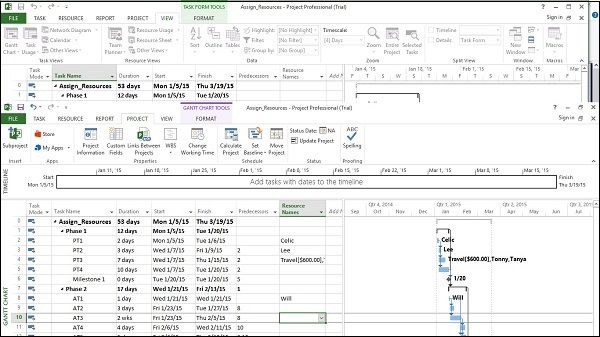 TASK FORM TOOLS Assign_Resources - Project Professional (Trial)
FILE TASK RESOURCE REPORT PROJECT VIEW FORMAT Sign in
Gantt Chart Task Usage Network Diagram Calendar Other Views Team Planner Resource Usage Resource Sheet Other Views Sort Outline Tables Highlight: [No Highlight] Filter: [No Filter] Group by: [No Group] Timescale: [4] Days Zoom Entire Project Selected Tasks Timeline Details Task Form New Window Macros
Task Views Resource Views Data Zoom Split View Window Macros
Task Mode Task Name Duration Start Finish Predecessors Resource Names Add
0 Assign_Resources 53 days Mon 1/5/15 Thu 3/19/15
1 Phase 1 12 days Mon 1/5/15 Tue 1/20/15
GANTT CHART TOOLS Assign_Resources - Project Professional (Trial)
FILE TASK RESOURCE REPORT PROJECT VIEW FORMAT Sign in
Subproject Store My Apps Project Information Custom Fields Links Between Projects WBS Change Working Time Calculate Project Set Baseline Move Project Status Date: NA Update Project ABC Spelling
Insert Apps Properties Schedule Status Proofing
TIMELINE
Jan 11, '15 Jan 18, '15 Jan 25, '15 Feb 1, '15 Feb 8, '15 Feb 15, '15 Feb 22, '15 Mar 1, '15 Mar 8, '15 Mar 15, '15
Start Mon 1/5/15 Add tasks with dates to the timeline Finish Thu 3/19/15
GANTT CHART
Task Mode Task Name Duration Start Finish Predecessors Resource Names Add N
Qtr 4, 2014 Qtr 1, 2015 Qtr 2, 2015 Qtr 3, 2015
Sep Oct Nov Dec Jan Feb Mar Apr May Jun Jul
0 Assign_Resources 53 days Mon 1/5/15 Thu 3/19/15
1 Phase 1 12 days Mon 1/5/15 Tue 1/20/15
2 PT1 2 days Mon 1/5/15 Tue 1/6/15 Celic Celic
3 PT2 3 days Wed 1/7/15 Fri 1/9/15 2 Lee Lee
4 PT3 6 days Wed 1/7/15 2 Travel[$600.00], Travel[$600.00],Tonny,Tanya
5 PT4 10 days Wed 1/7/15 2
6 Milestone 1 0 days Tue 1/20/15 Tue 1/20/15 5 1/20
7 Phase 2 17 days Wed 1/21/15 Fri 2/13/15 1
8 AT1 1 day Wed 1/21/15 Wed 1/21/15 Will Will
9 AT2 3 days Fri 1/23/15 Tue 1/27/15 8
10 AT3 2 wks Fri 1/23/15 Thu 2/5/15 8
11 AT4 4 days Fri 2/6/15 Wed 2/11/15 10